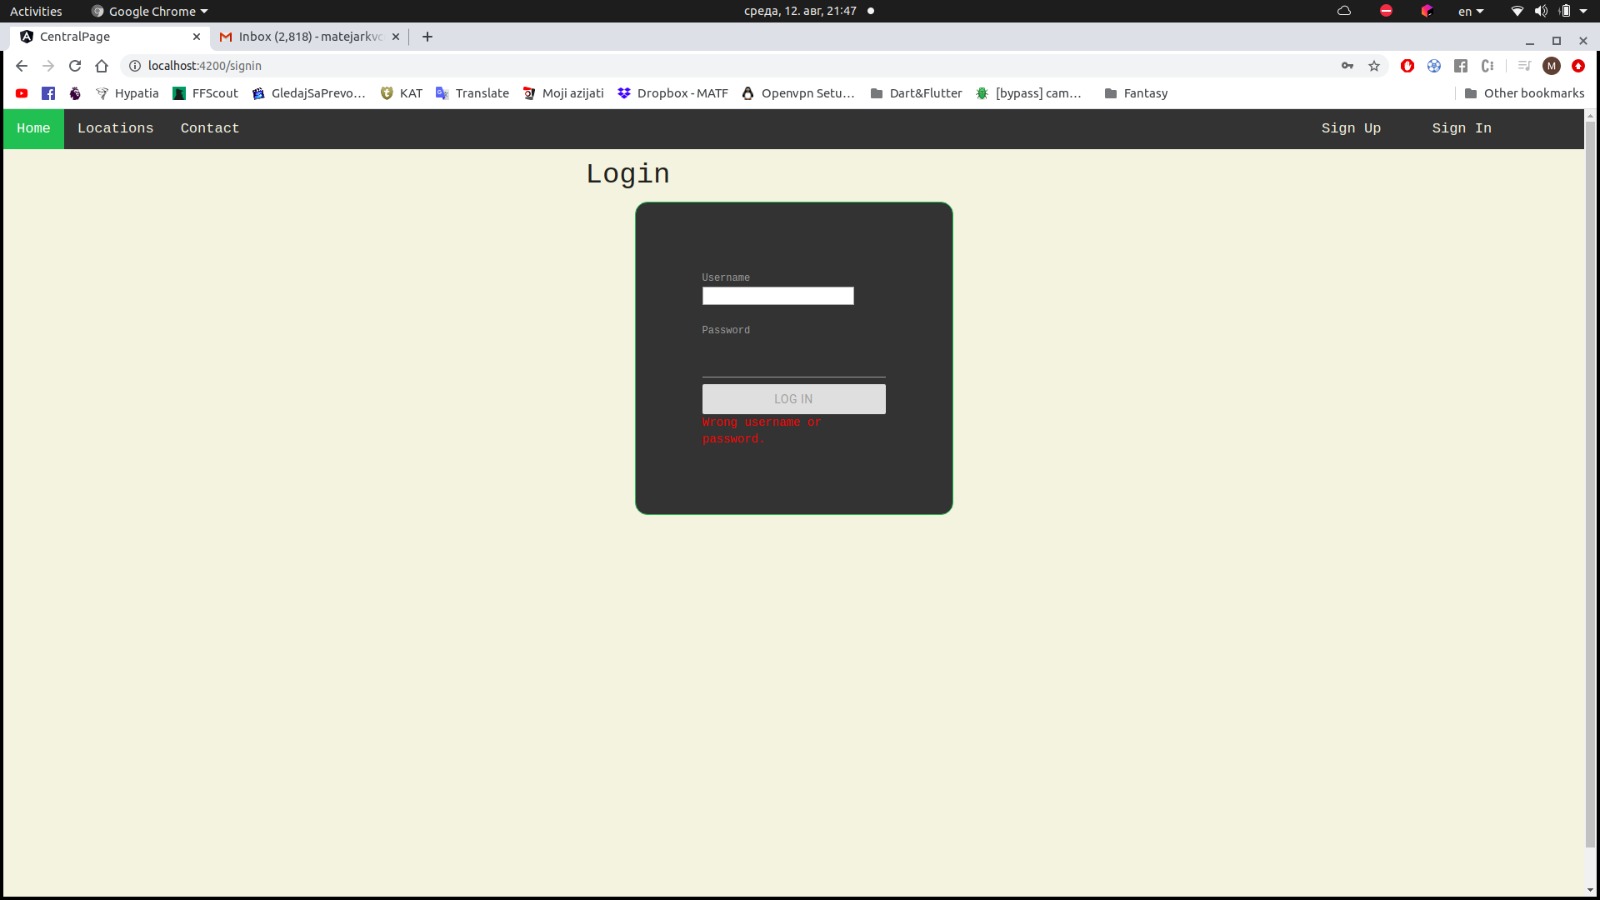 Activities
Google Chrome
среда, 12. авг, 21:47
en
CentralPage
Inbox (2,818) - matejarkvc
localhost:4200/signin
M
Hypatia
FFScout
GledajSaPrevo...
KAT
Translate
Moji azijati
Dropbox - MATF
Openvpn Setu...
Dart&Flutter
[bypass] cam...
Fantasy
Other bookmarks
Home
Locations
Contact
Sign Up
Sign In
Login
Username
Password
LOG IN
Wrong username or
password.